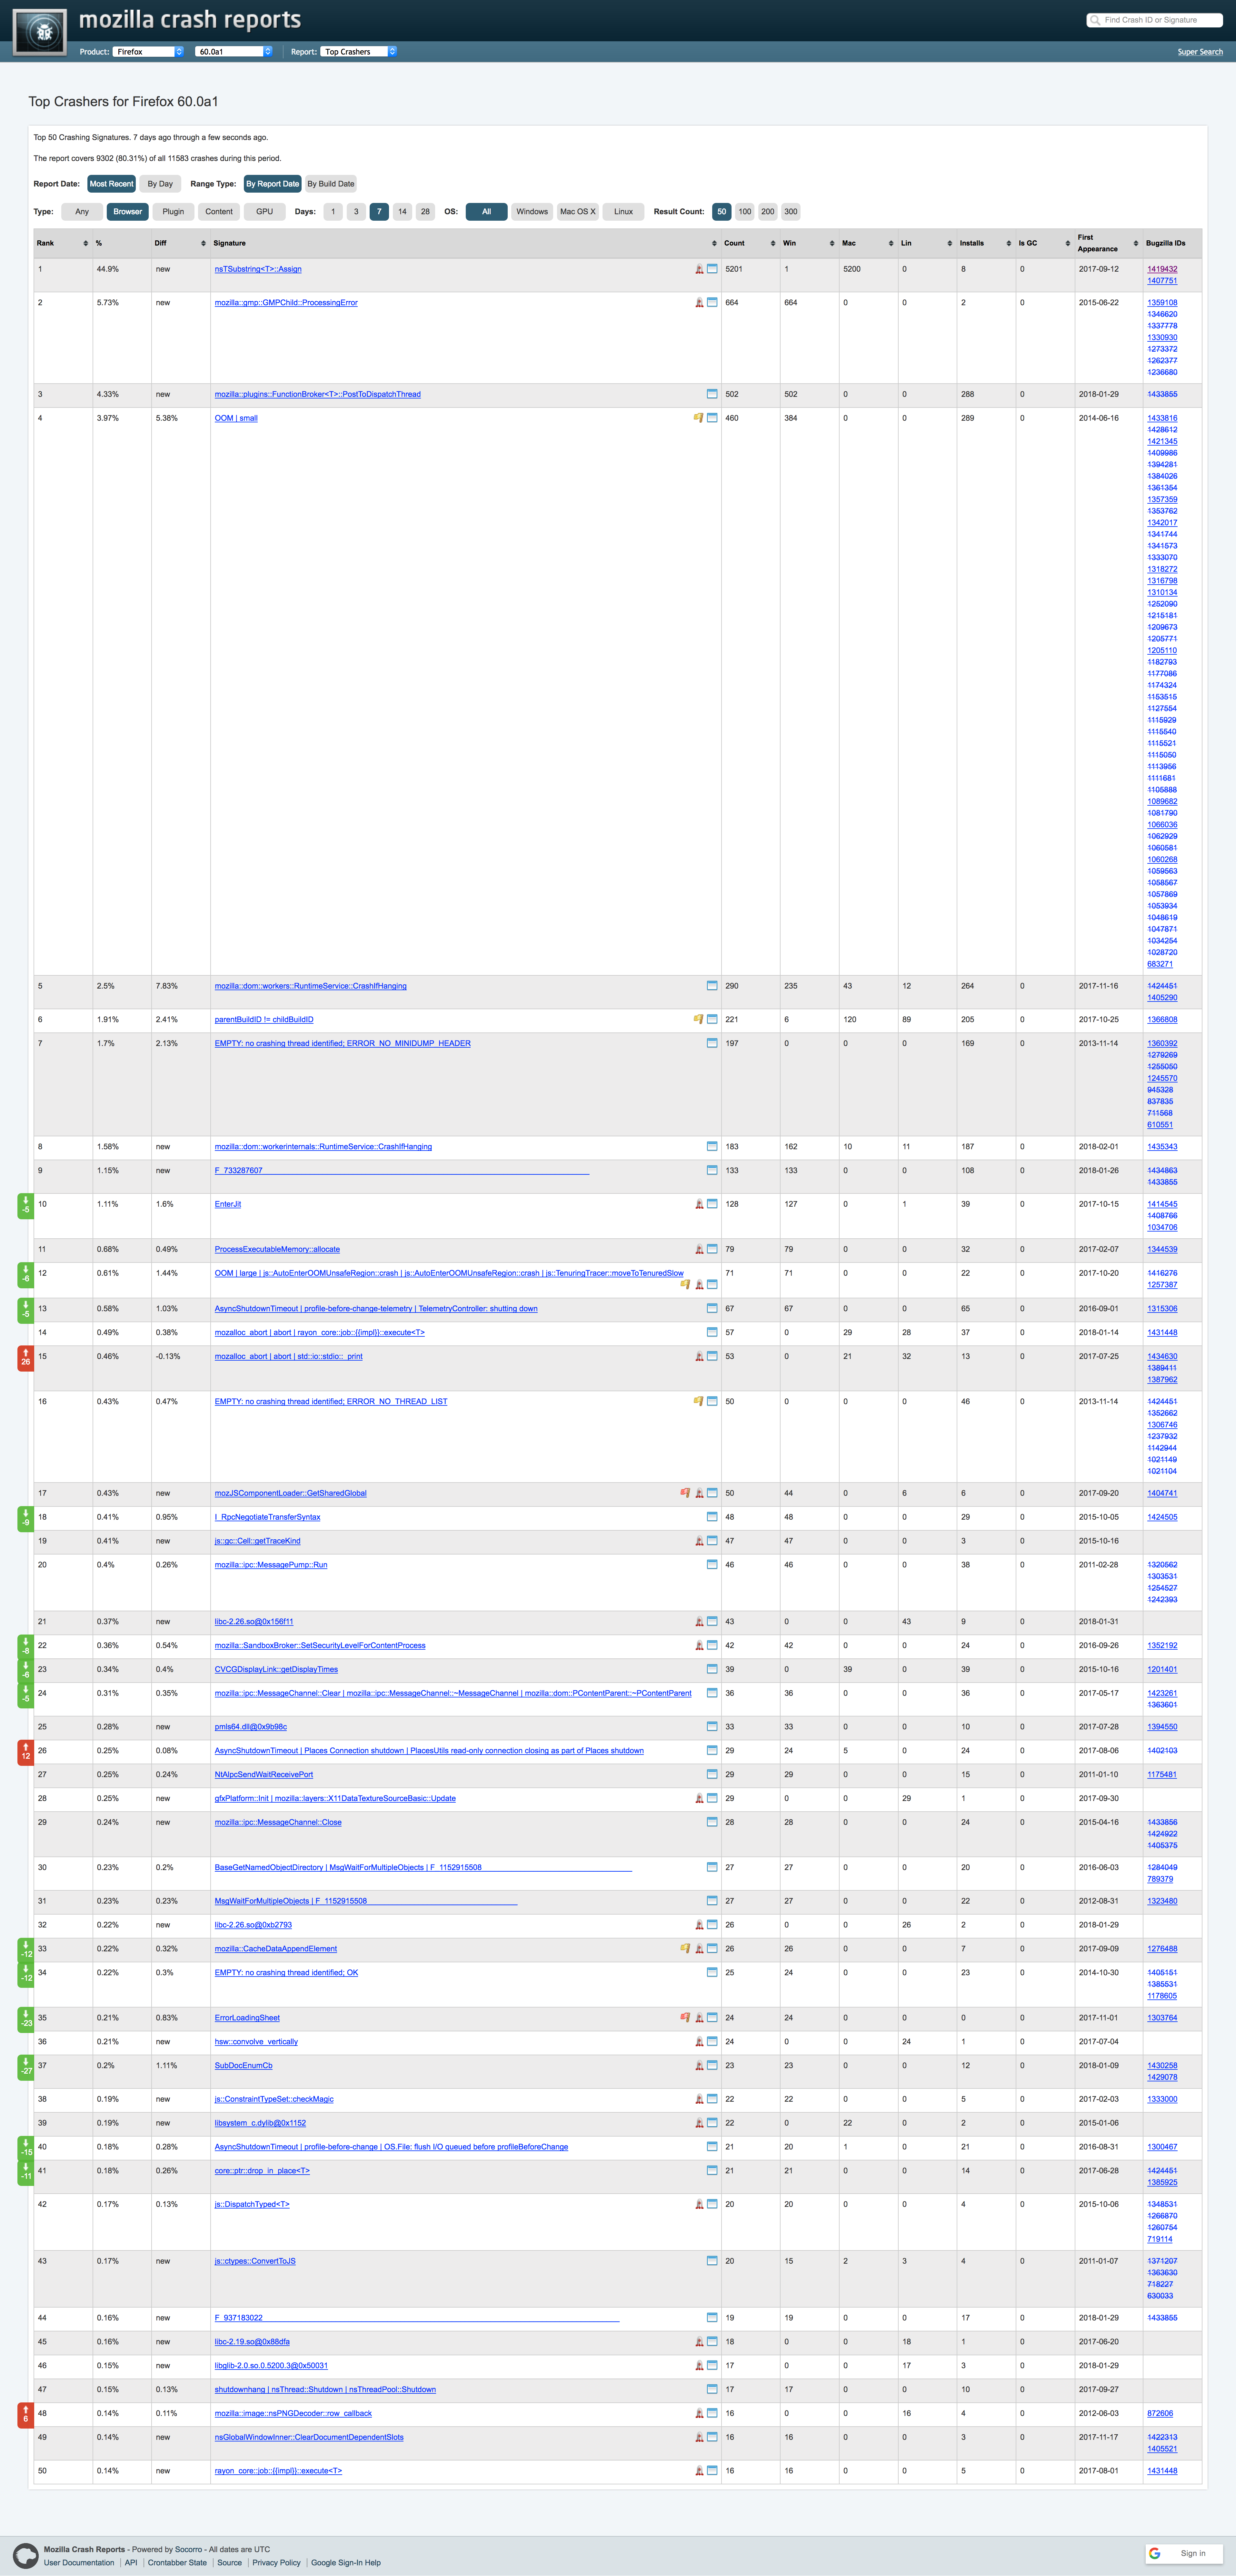 mozilla crash reports
Find Crash ID or Signature
Product: Firefox 60.0a1 Report: Top Crashers
Super Search
Top Crashers for Firefox 60.0a1
Top 50 Crashing Signatures. 7 days ago through a few seconds ago.
The report covers 9302 (80.31%) of all 11583 crashes during this period.
Report Date: Most Recent By Day Range Type: By Report Date By Build Date
Type: Any Browser Plugin Content GPU Days: 1 3 7 14 28 OS: All Windows Mac OS X Linux Result Count: 50 100 200 300
Rank % Diff Signature Count Win Mac Lin Installs Is GC First Appearance Bugzilla IDs
1 44.9% new nsTSubstring<T>::Assign 5201 1 5200 0 8 0 2017-09-12 1419432
1407751
2 5.73% new mozilla::gmp::GMPChild::ProcessingError 664 664 0 0 2 0 2015-06-22 1359108
1346620
1337778
1330930
1273372
1262377
1236680
3 4.33% new mozilla::plugins::FunctionBroker<T>::PostToDispatchThread 502 502 0 0 288 0 2018-01-29 1433855
4 3.97% 5.38% OOM | small 460 384 0 0 289 0 2014-06-16 1433816
1428612
1421345
1409986
1394281
1384026
1361354
1357359
1353762
1342017
1341744
1341573
1333070
1318272
1316798
1310134
1252090
1215181
1209673
1205771
1205110
1182793
1177086
1174324
1153515
1127554
1115929
1115540
1115521
1115050
1113956
1111681
1105888
1089682
1081790
1066036
1062929
1060581
1060268
1059563
1058567
1057869
1053934
1048619
1047871
1034254
1028720
683271
5 2.5% 7.83% mozilla::dom::workers::RuntimeService::CrashIfHanging 290 235 43 12 264 0 2017-11-16 1424451
1405290
6 1.91% 2.41% parentBuildID != childBuildID 221 6 120 89 205 0 2017-10-25 1366808
7 1.7% 2.13% EMPTY: no crashing thread identified; ERROR_NO_MINIDUMP_HEADER 197 0 0 0 169 0 2013-11-14 1360392
1279269
1255050
1245570
945328
837835
711568
610551
8 1.58% new mozilla::dom::workerinternals::RuntimeService::CrashIfHanging 183 162 10 11 187 0 2018-02-01 1435343
9 1.15% new F_733287607 133 133 0 0 108 0 2018-01-26 1434863
1433855
-5 10 1.11% 1.6% EnterJit 128 127 0 1 39 0 2017-10-15 1414545
1408766
1034706
11 0.68% 0.49% ProcessExecutableMemory::allocate 79 79 0 0 32 0 2017-02-07 1344539
-6 12 0.61% 1.44% OOM | large | js::AutoEnterOOMUnsafeRegion::crash | js::AutoEnterOOMUnsafeRegion::crash | js::TenuringTracer::moveToTenuredSlow 71 71 0 0 22 0 2017-10-20 1416276
1257387
-5 13 0.58% 1.03% AsyncShutdownTimeout | profile-before-change-telemetry | TelemetryController: shutting down 67 67 0 0 65 0 2016-09-01 1315306
14 0.49% 0.38% mozalloc_abort | abort | rayon_core::job::{{impl}}::execute<T> 57 0 29 28 37 0 2018-01-14 1431448
26 15 0.46% -0.13% mozalloc_abort | abort | std::io::stdio::_print 53 0 21 32 13 0 2017-07-25 1434630
1389411
1387962
16 0.43% 0.47% EMPTY: no crashing thread identified; ERROR_NO_THREAD_LIST 50 0 0 0 46 0 2013-11-14 1424451
1352662
1306746
1237932
1142944
1021149
1021104
17 0.43% new mozJSComponentLoader::GetSharedGlobal 50 44 0 6 6 0 2017-09-20 1404741
-9 18 0.41% 0.95% I_RpcNegotiateTransferSyntax 48 48 0 0 29 0 2015-10-05 1424505
19 0.41% new js::gc::Cell::getTraceKind 47 47 0 0 3 0 2015-10-16
20 0.4% 0.26% mozilla::ipc::MessagePump::Run 46 46 0 0 38 0 2011-02-28 1320562
1303531
1254527
1242393
21 0.37% new libc-2.26.so@0x156f11 43 0 0 43 9 0 2018-01-31
-8 22 0.36% 0.54% mozilla::SandboxBroker::SetSecurityLevelForContentProcess 42 42 0 0 24 0 2016-09-26 1352192
-6 23 0.34% 0.4% CVCGDisplayLink::getDisplayTimes 39 0 39 0 39 0 2015-10-16 1201401
-5 24 0.31% 0.35% mozilla::ipc::MessageChannel::Clear | mozilla::ipc::MessageChannel::~MessageChannel | mozilla::dom::PContentParent::~PContentParent 36 36 0 0 36 0 2017-05-17 1423261
1363601
25 0.28% new pmls64.dll@0x9b98c 33 33 0 0 10 0 2017-07-28 1394550
12 26 0.25% 0.08% AsyncShutdownTimeout | Places Connection shutdown | PlacesUtils read-only connection closing as part of Places shutdown 29 24 5 0 24 0 2017-08-06 1402103
27 0.25% 0.24% NtAlpcSendWaitReceivePort 29 29 0 0 15 0 2011-01-10 1175481
28 0.25% new gfxPlatform::Init | mozilla::layers::X11DataTextureSourceBasic::Update 29 0 0 29 1 0 2017-09-30
29 0.24% new mozilla::ipc::MessageChannel::Close 28 28 0 0 24 0 2015-04-16 1433856
1424922
1405375
30 0.23% 0.2% BaseGetNamedObjectDirectory | MsgWaitForMultipleObjects | F_1152915508 27 27 0 0 20 0 2016-06-03 1284049
789379
31 0.23% 0.23% MsgWaitForMultipleObjects | F_1152915508 27 27 0 0 22 0 2012-08-31 1323480
32 0.22% new libc-2.26.so@0xb2793 26 0 0 26 2 0 2018-01-29
-12 33 0.22% 0.32% mozilla::CacheDataAppendElement 26 26 0 0 7 0 2017-09-09 1276488
-12 34 0.22% 0.3% EMPTY: no crashing thread identified; OK 25 24 0 0 23 0 2014-10-30 1405151
1385531
1178605
-23 35 0.21% 0.83% ErrorLoadingSheet 24 24 0 0 0 0 2017-11-01 1303764
36 0.21% new hsw::convolve_vertically 24 0 0 24 1 0 2017-07-04
-27 37 0.2% 1.11% SubDocEnumCb 23 23 0 0 12 0 2018-01-09 1430258
1429078
38 0.19% new js::ConstraintTypeSet::checkMagic 22 22 0 0 5 0 2017-02-03 1333000
39 0.19% new libsystem_c.dylib@0x1152 22 0 22 0 2 0 2015-01-06
-15 40 0.18% 0.28% AsyncShutdownTimeout | profile-before-change | OS.File: flush I/O queued before profileBeforeChange 21 20 1 0 21 0 2016-08-31 1300467
-11 41 0.18% 0.26% core::ptr::drop_in_place<T> 21 21 0 0 14 0 2017-06-28 1424451
1385925
42 0.17% 0.13% js::DispatchTyped<T> 20 20 0 0 4 0 2015-10-06 1348531
1266870
1260754
719114
43 0.17% new js::ctypes::ConvertToJS 20 15 2 3 4 0 2011-01-07 1371207
1363630
718227
630033
44 0.16% new F_937183022 19 19 0 0 17 0 2018-01-29 1433855
45 0.16% new libc-2.19.so@0x88dfa 18 0 0 18 1 0 2017-06-20
46 0.15% new libglib-2.0.so.0.5200.3@0x50031 17 0 0 17 3 0 2018-01-29
47 0.15% 0.13% shutdownhang | nsThread::Shutdown | nsThreadPool::Shutdown 17 17 0 0 10 0 2017-09-27
6 48 0.14% 0.11% mozilla::image::nsPNGDecoder::row_callback 16 0 0 16 4 0 2012-06-03 872606
49 0.14% new nsGlobalWindowInner::ClearDocumentDependentSlots 16 16 0 0 3 0 2017-11-17 1422313
1405521
50 0.14% new rayon_core::job::{{impl}}::execute<T> 16 16 0 0 5 0 2017-08-01 1431448
Mozilla Crash Reports - Powered by Socorro - All dates are UTC
User Documentation | API | Crontabber State | Source | Privacy Policy | Google Sign-In Help
Sign in